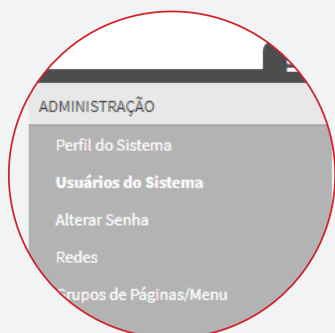 ADMINISTRAÇÃO
Perfil do Sistema
Usuários do Sistema
Alterar Senha
Redes
Grupos de Páginas/Menu